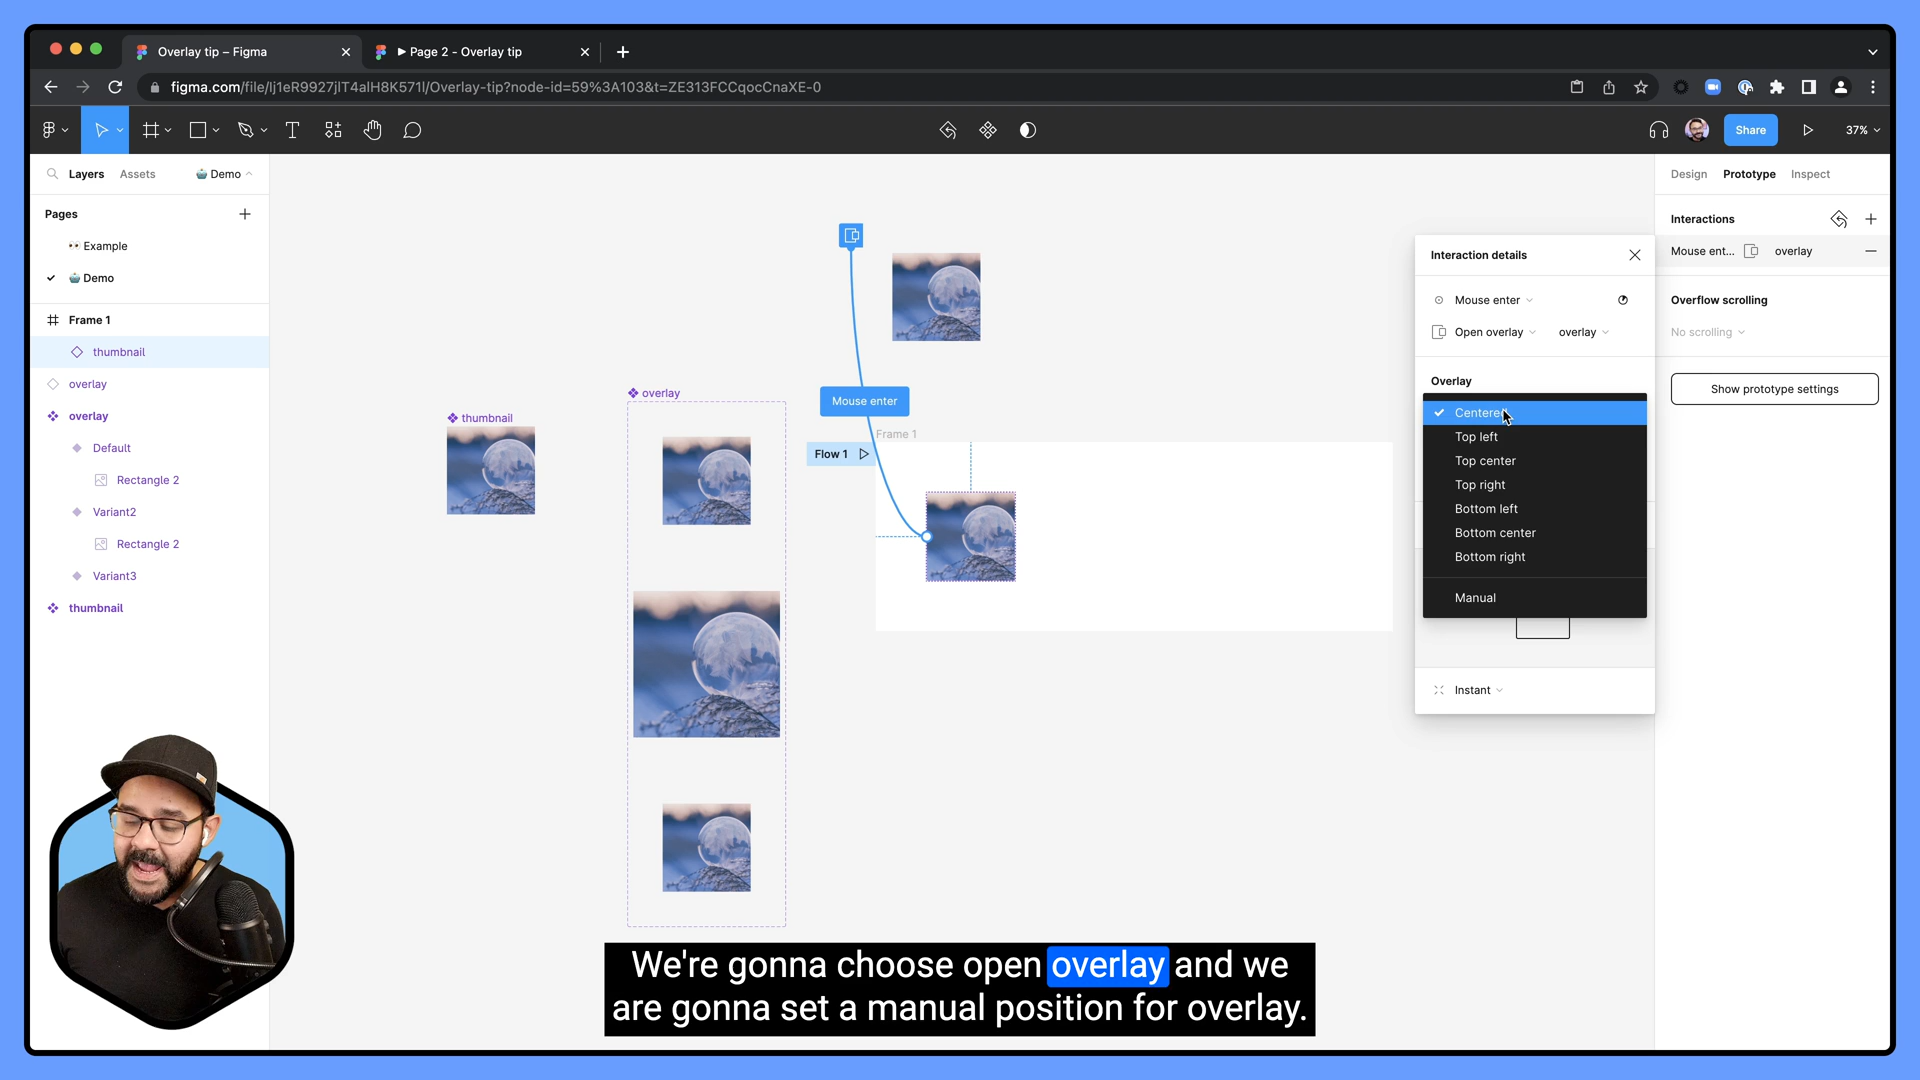 Overlay tip – Figma
Page 2 - Overlay tip
figma.com/file/lj1eR9927jlT4alH8K571l/Overlay-tip?node-id=59%3A103&t=ZE313FCCqocCnaXE-0
Share
37%
Layers
Assets
Demo
Pages
Example
Demo
Frame 1
thumbnail
overlay
overlay
Default
Rectangle 2
Variant2
Rectangle 2
Variant3
thumbnail
thumbnail
overlay
Mouse enter
Frame 1
Flow 1
Interaction details
Mouse enter
Open overlay
overlay
Overlay
Centered
Top left
Top center
Top right
Bottom left
Bottom center
Bottom right
Manual
Instant
Design
Prototype
Inspect
Interactions
Mouse ent...
overlay
Overflow scrolling
No scrolling
Show prototype settings
We're gonna choose open overlay and we
are gonna set a manual position for overlay.